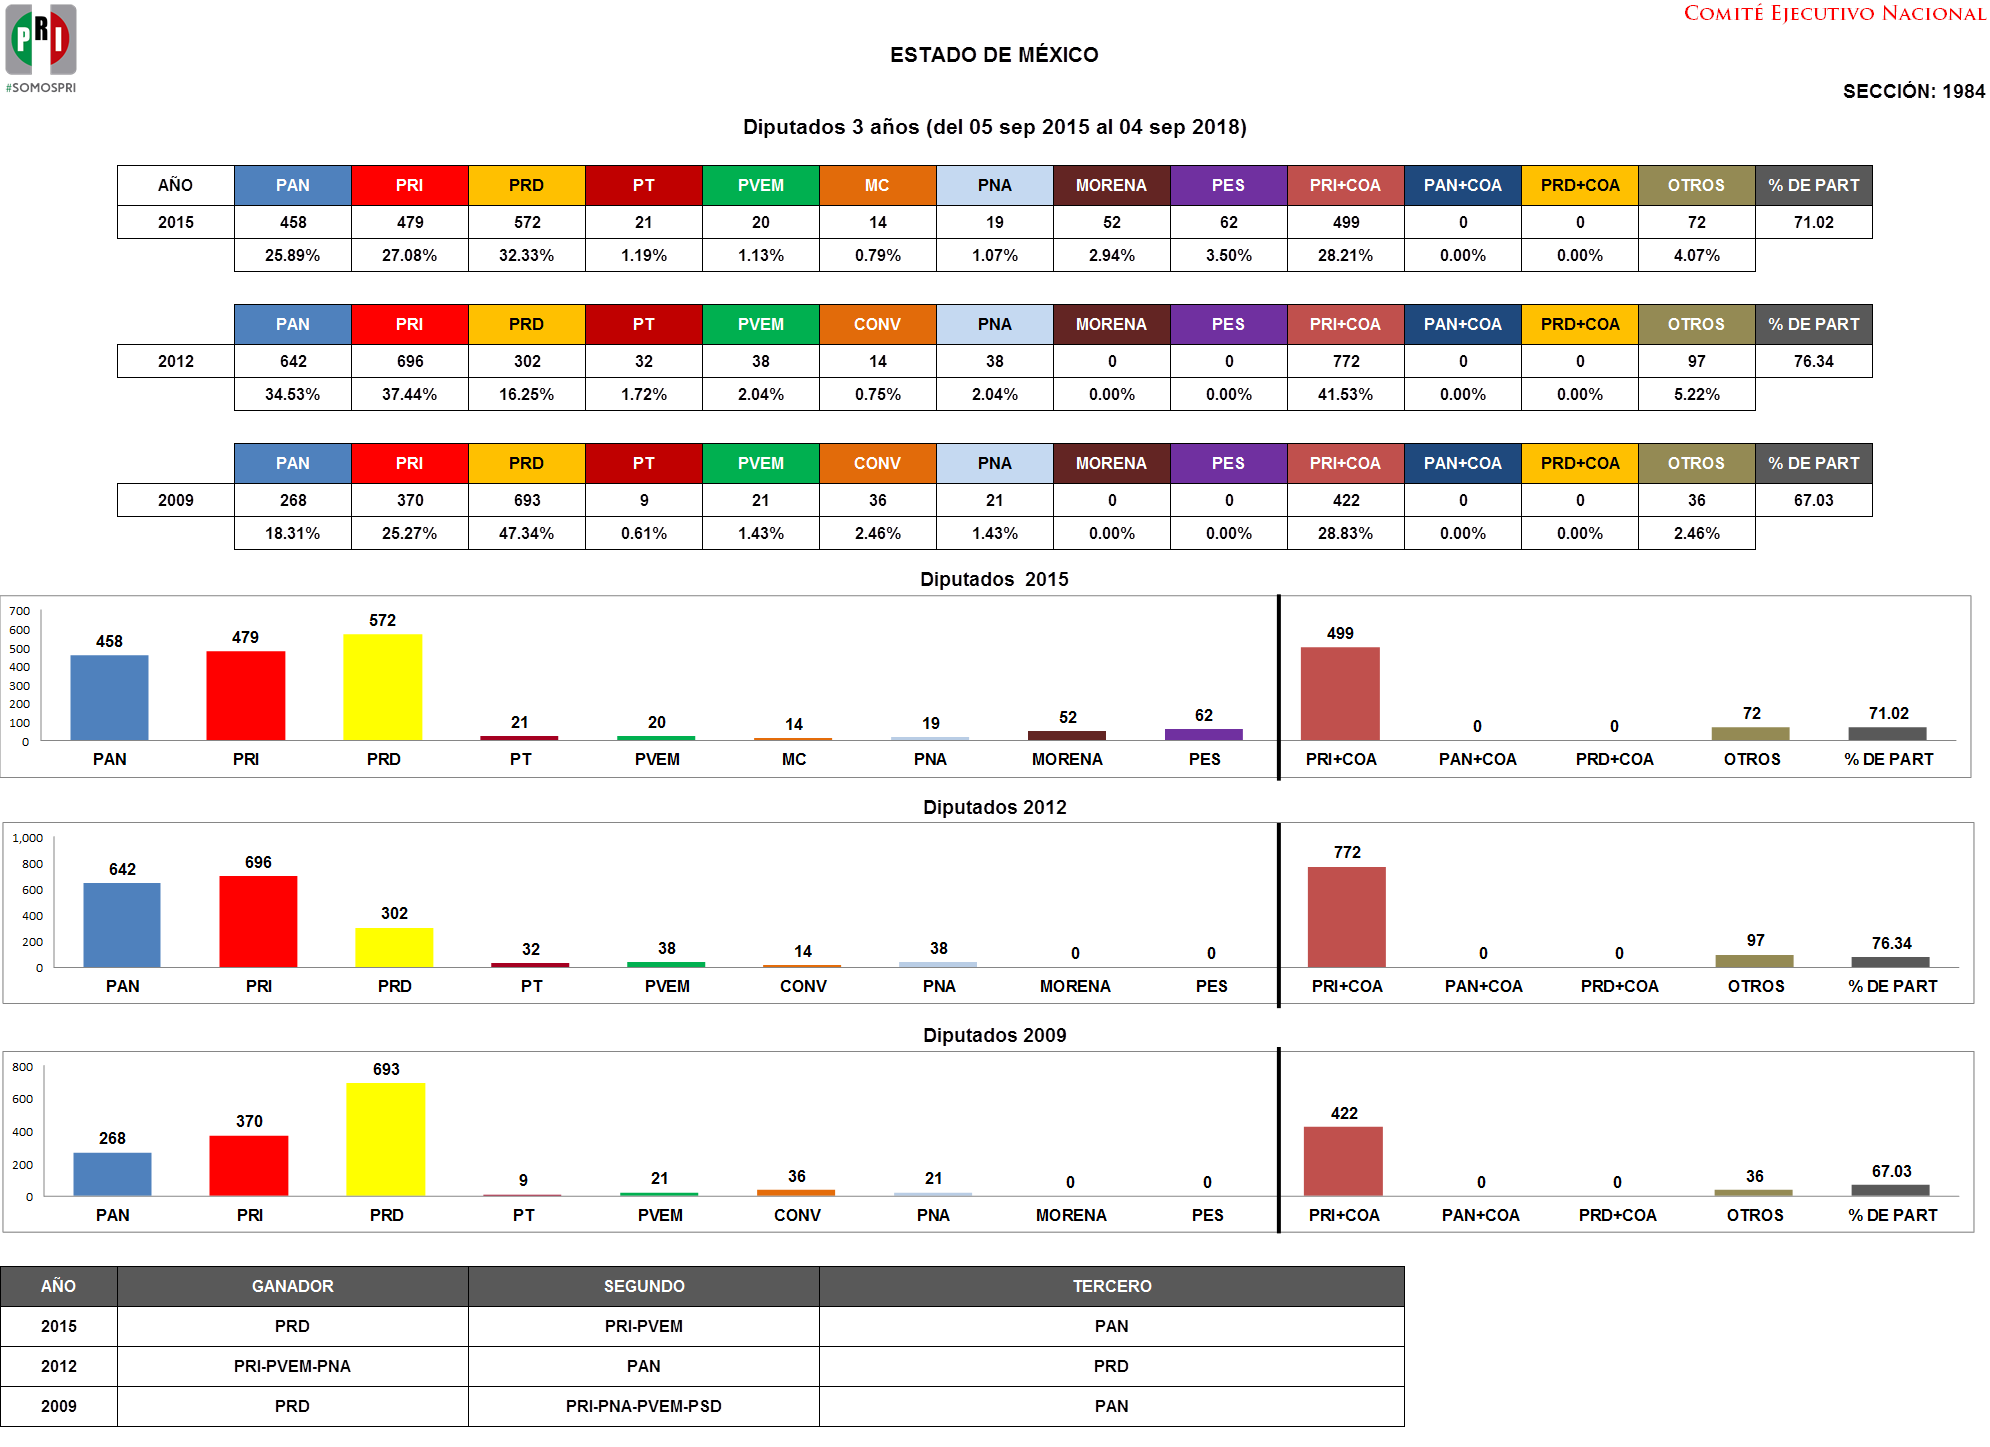 PRI
#SOMOSPRI
COMITÉ EJECUTIVO NACIONAL
ESTADO DE MÉXICO
SECCIÓN: 1984
Diputados 3 años (del 05 sep 2015 al 04 sep 2018)
AÑO PAN PRI PRD PT PVEM MC PNA MORENA PES PRI+COA PAN+COA PRD+COA OTROS % DE PART
2015 458 479 572 21 20 14 19 52 62 499 0 0 72 71.02
25.89% 27.08% 32.33% 1.19% 1.13% 0.79% 1.07% 2.94% 3.50% 28.21% 0.00% 0.00% 4.07%
PAN PRI PRD PT PVEM CONV PNA MORENA PES PRI+COA PAN+COA PRD+COA OTROS % DE PART
2012 642 696 302 32 38 14 38 0 0 772 0 0 97 76.34
34.53% 37.44% 16.25% 1.72% 2.04% 0.75% 2.04% 0.00% 0.00% 41.53% 0.00% 0.00% 5.22%
PAN PRI PRD PT PVEM CONV PNA MORENA PES PRI+COA PAN+COA PRD+COA OTROS % DE PART
2009 268 370 693 9 21 36 21 0 0 422 0 0 36 67.03
18.31% 25.27% 47.34% 0.61% 1.43% 2.46% 1.43% 0.00% 0.00% 28.83% 0.00% 0.00% 2.46%
Diputados 2015
700
600
500
400
300
200
100
0
458 479 572 21 20 14 19 52 62 499 0 0 72 71.02
PAN PRI PRD PT PVEM MC PNA MORENA PES PRI+COA PAN+COA PRD+COA OTROS % DE PART
Diputados 2012
1,000
800
600
400
200
0
642 696 302 32 38 14 38 0 0 772 0 0 97 76.34
PAN PRI PRD PT PVEM CONV PNA MORENA PES PRI+COA PAN+COA PRD+COA OTROS % DE PART
Diputados 2009
800
600
400
200
0
268 370 693 9 21 36 21 0 0 422 0 0 36 67.03
PAN PRI PRD PT PVEM CONV PNA MORENA PES PRI+COA PAN+COA PRD+COA OTROS % DE PART
AÑO GANADOR SEGUNDO TERCERO
2015 PRD PRI-PVEM PAN
2012 PRI-PVEM-PNA PAN PRD
2009 PRD PRI-PNA-PVEM-PSD PAN